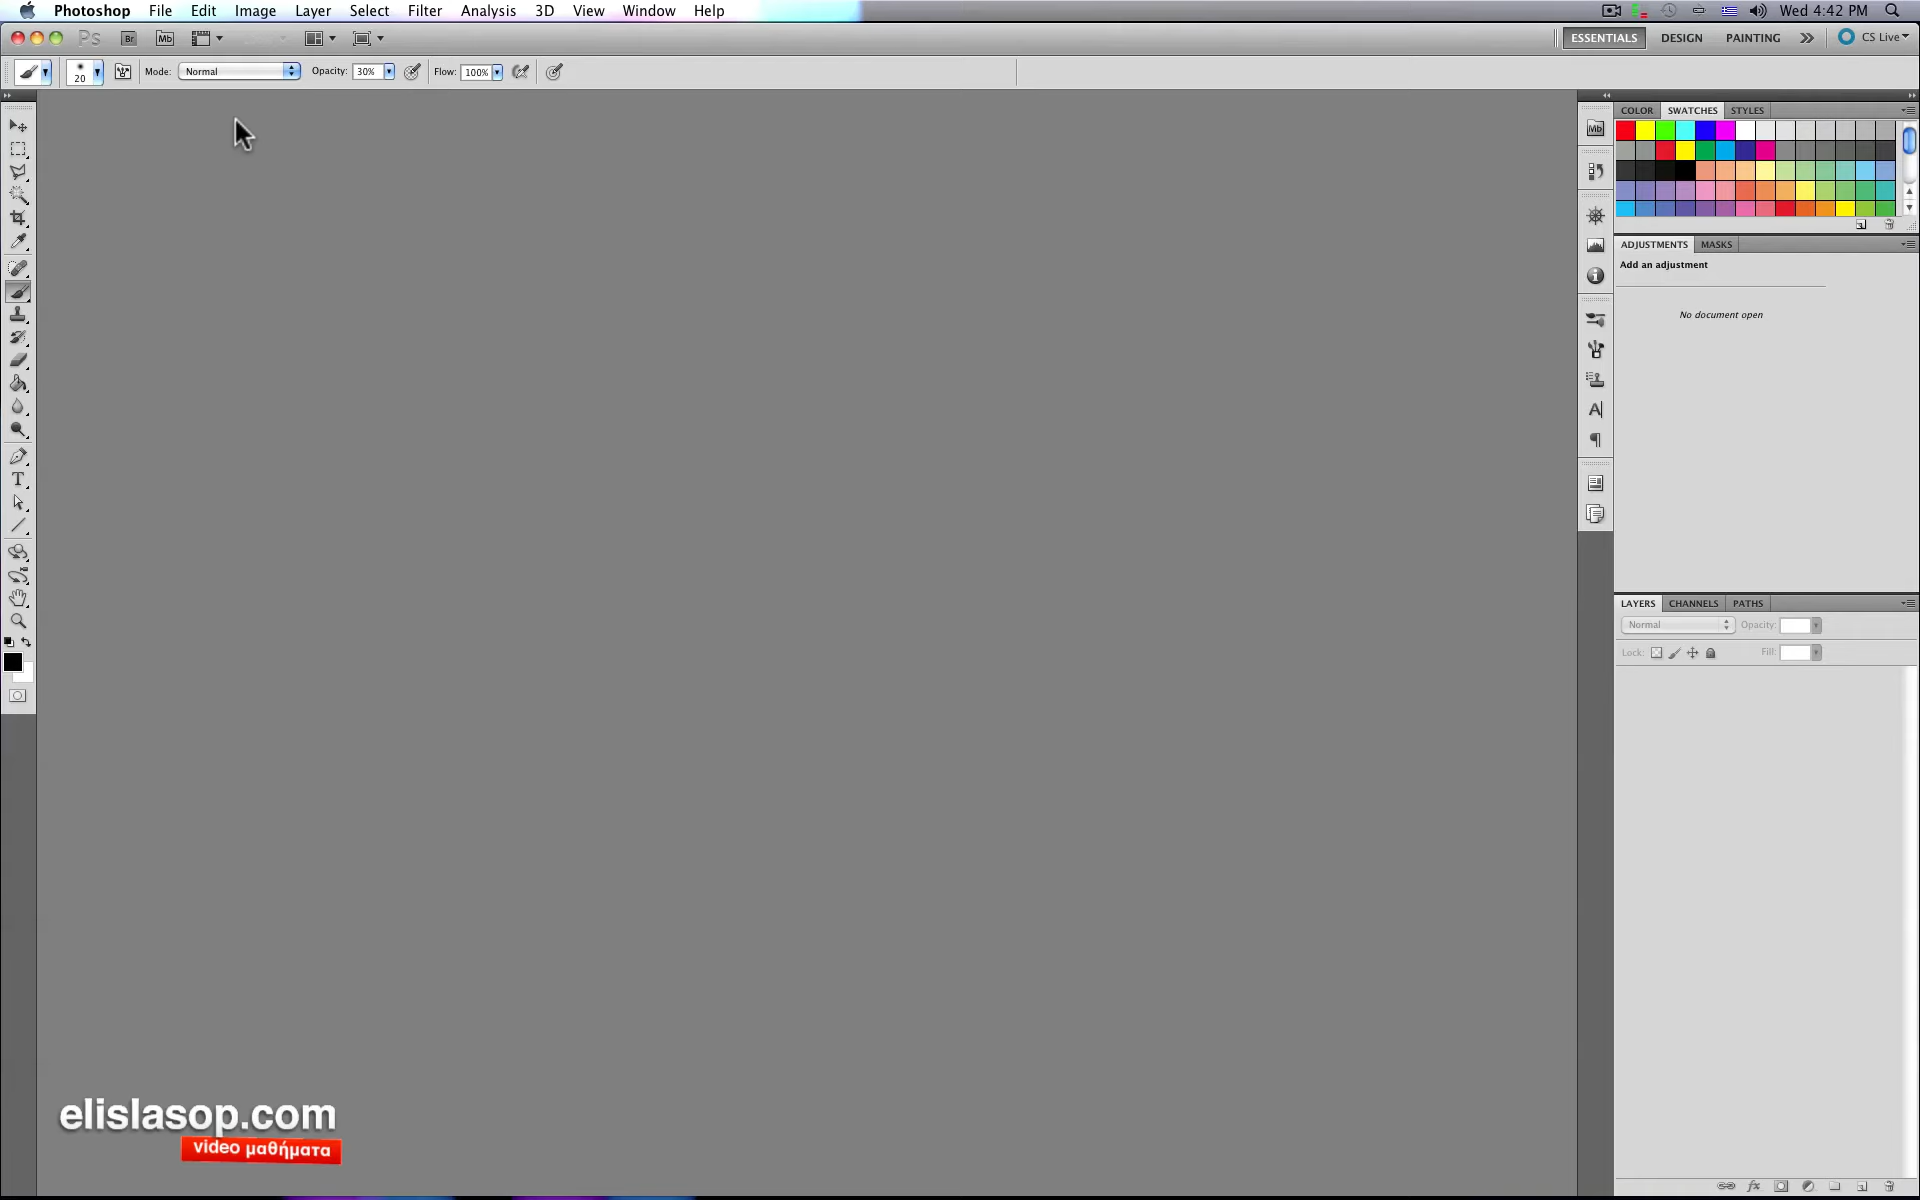 Photoshop File Edit Image Layer Select Filter Analysis 3D View Window Help
Wed 4:42 PM
Ps Br Mb
ESSENTIALS DESIGN PAINTING CS Live
20 Mode: Normal Opacity: 30% Flow: 100%
COLOR SWATCHES STYLES
Mb
ADJUSTMENTS MASKS
Add an adjustment
No document open
LAYERS CHANNELS PATHS
Normal Opacity:
Lock: Fill:
elislasop.com
video μαθήματα